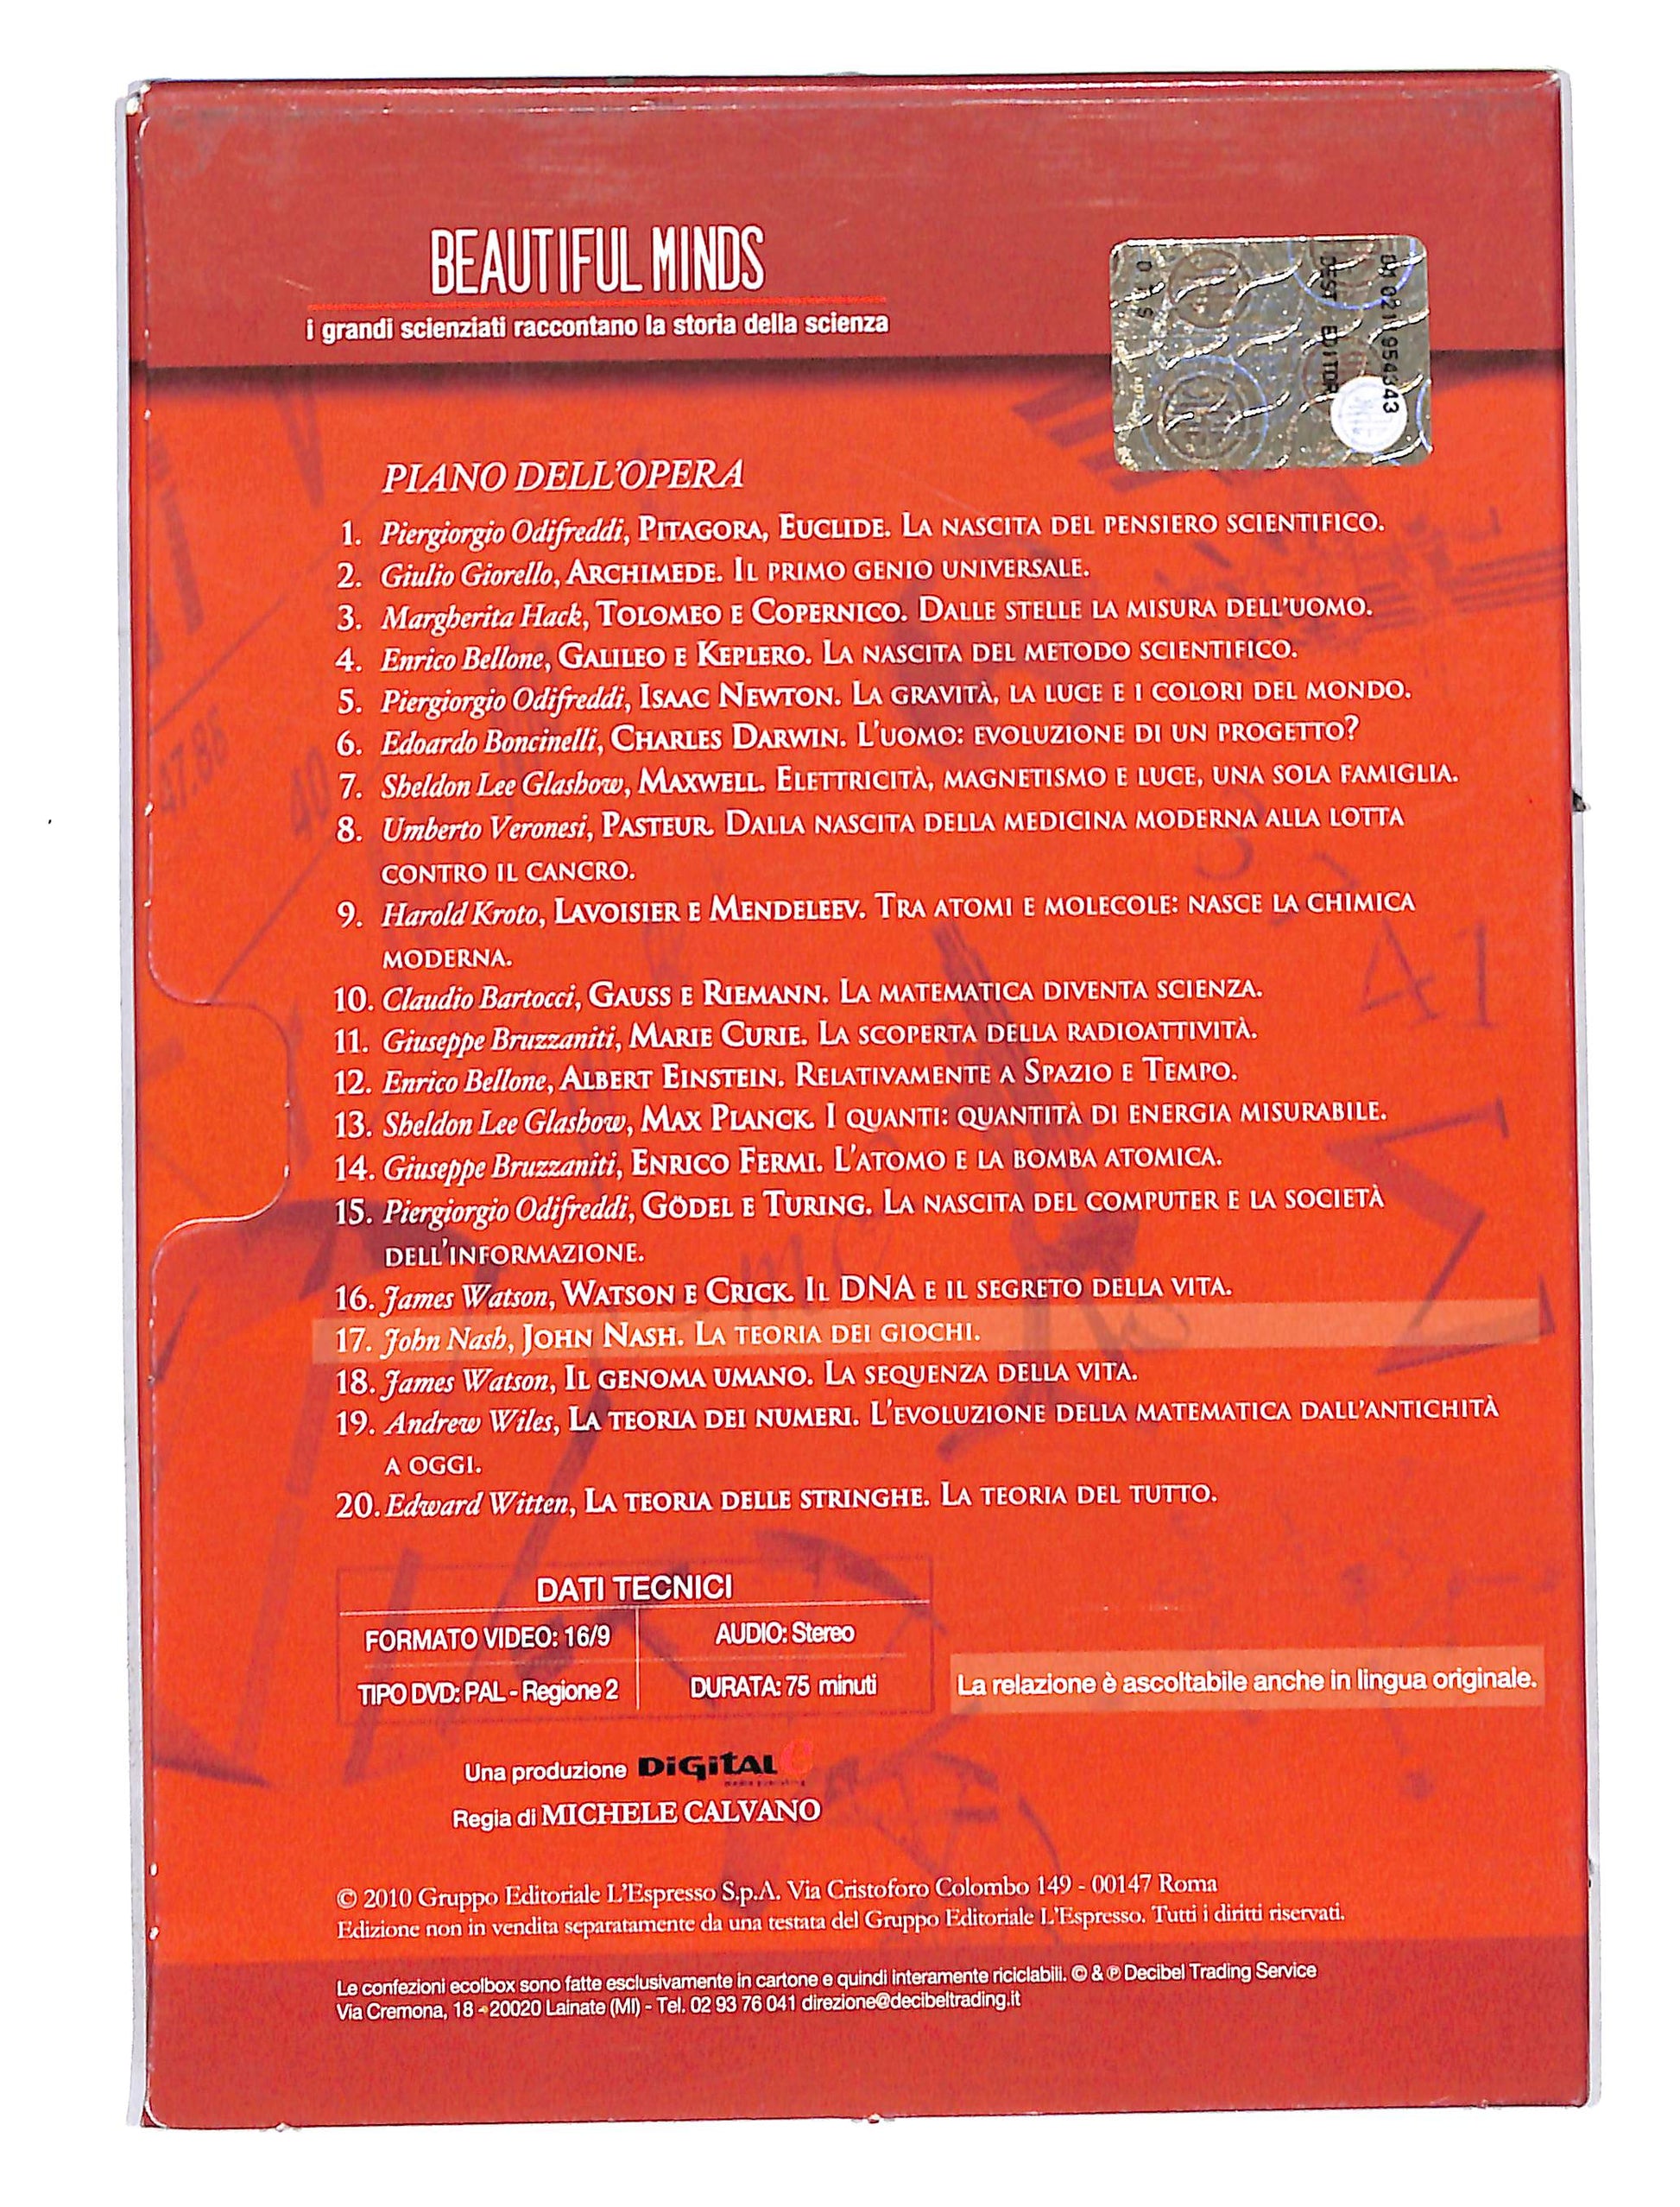 BEAUTIFUL MINDS
i grandi scienziati raccontano la storia della scienza
DEST EDITOR
PIANO DELL'OPERA
1. Piergiorgio Odifreddi, PITAGORA, EUCLIDE. LA NASCITA DEL PENSIERO SCIENTIFICO.
2. Giulio Giorello, ARCHIMEDE. IL PRIMO GENIO UNIVERSALE.
3. Margherita Hack, TOLOMEO E COPERNICO. DALLE STELLE LA MISURA DELL'UOMO.
4. Enrico Bellone, GALILEO E KEPLERO. LA NASCITA DEL METODO SCIENTIFICO.
5. Piergiorgio Odifreddi, ISAAC NEWTON. LA GRAVITÀ, LA LUCE E I COLORI DEL MONDO.
6. Edoardo Boncinelli, CHARLES DARWIN. L'UOMO: EVOLUZIONE DI UN PROGETTO?
7. Sheldon Lee Glashow, MAXWELL. ELETTRICITÀ, MAGNETISMO E LUCE, UNA SOLA FAMIGLIA.
8. Umberto Veronesi, PASTEUR. DALLA NASCITA DELLA MEDICINA MODERNA ALLA LOTTA
CONTRO IL CANCRO.
9. Harold Kroto, LAVOISIER E MENDELEEV. TRA ATOMI E MOLECOLE: NASCE LA CHIMICA
MODERNA.
10. Claudio Bartocci, GAUSS E RIEMANN. LA MATEMATICA DIVENTA SCIENZA.
11. Giuseppe Bruzzaniti, MARIE CURIE. LA SCOPERTA DELLA RADIOATTIVITÀ.
12. Enrico Bellone, ALBERT EINSTEIN. RELATIVAMENTE A SPAZIO E TEMPO.
13. Sheldon Lee Glashow, MAX PLANCK. I QUANTI: QUANTITÀ DI ENERGIA MISURABILE.
14. Giuseppe Bruzzaniti, ENRICO FERMI. L'ATOMO E LA BOMBA ATOMICA.
15. Piergiorgio Odifreddi, GÖDEL E TURING. LA NASCITA DEL COMPUTER E LA SOCIETÀ
DELL'INFORMAZIONE.
16. James Watson, WATSON E CRICK. IL DNA E IL SEGRETO DELLA VITA.
17. John Nash, JOHN NASH. LA TEORIA DEI GIOCHI.
18. James Watson, IL GENOMA UMANO. LA SEQUENZA DELLA VITA.
19. Andrew Wiles, LA TEORIA DEI NUMERI. L'EVOLUZIONE DELLA MATEMATICA DALL'ANTICHITÀ
A OGGI.
20. Edward Witten, LA TEORIA DELLE STRINGHE. LA TEORIA DEL TUTTO.
DATI TECNICI
FORMATO VIDEO: 16/9
AUDIO: Stereo
TIPO DVD: PAL - Regione 2
DURATA: 75 minuti
La relazione è ascoltabile anche in lingua originale.
Una produzione DiGitAL
Regia di MICHELE CALVANO
© 2010 Gruppo Editoriale L'Espresso S.p.A. Via Cristoforo Colombo 149 - 00147 Roma
Edizione non in vendita separatamente da una testata del Gruppo Editoriale L'Espresso. Tutti i diritti riservati.
Le confezioni ecolbox sono fatte esclusivamente in cartone e quindi interamente riciclabili. © & ℗ Decibel Trading Service
Via Cremona, 18 - 20020 Lainate (MI) - Tel. 02 93 76 041 direzione@decibeltrading.it